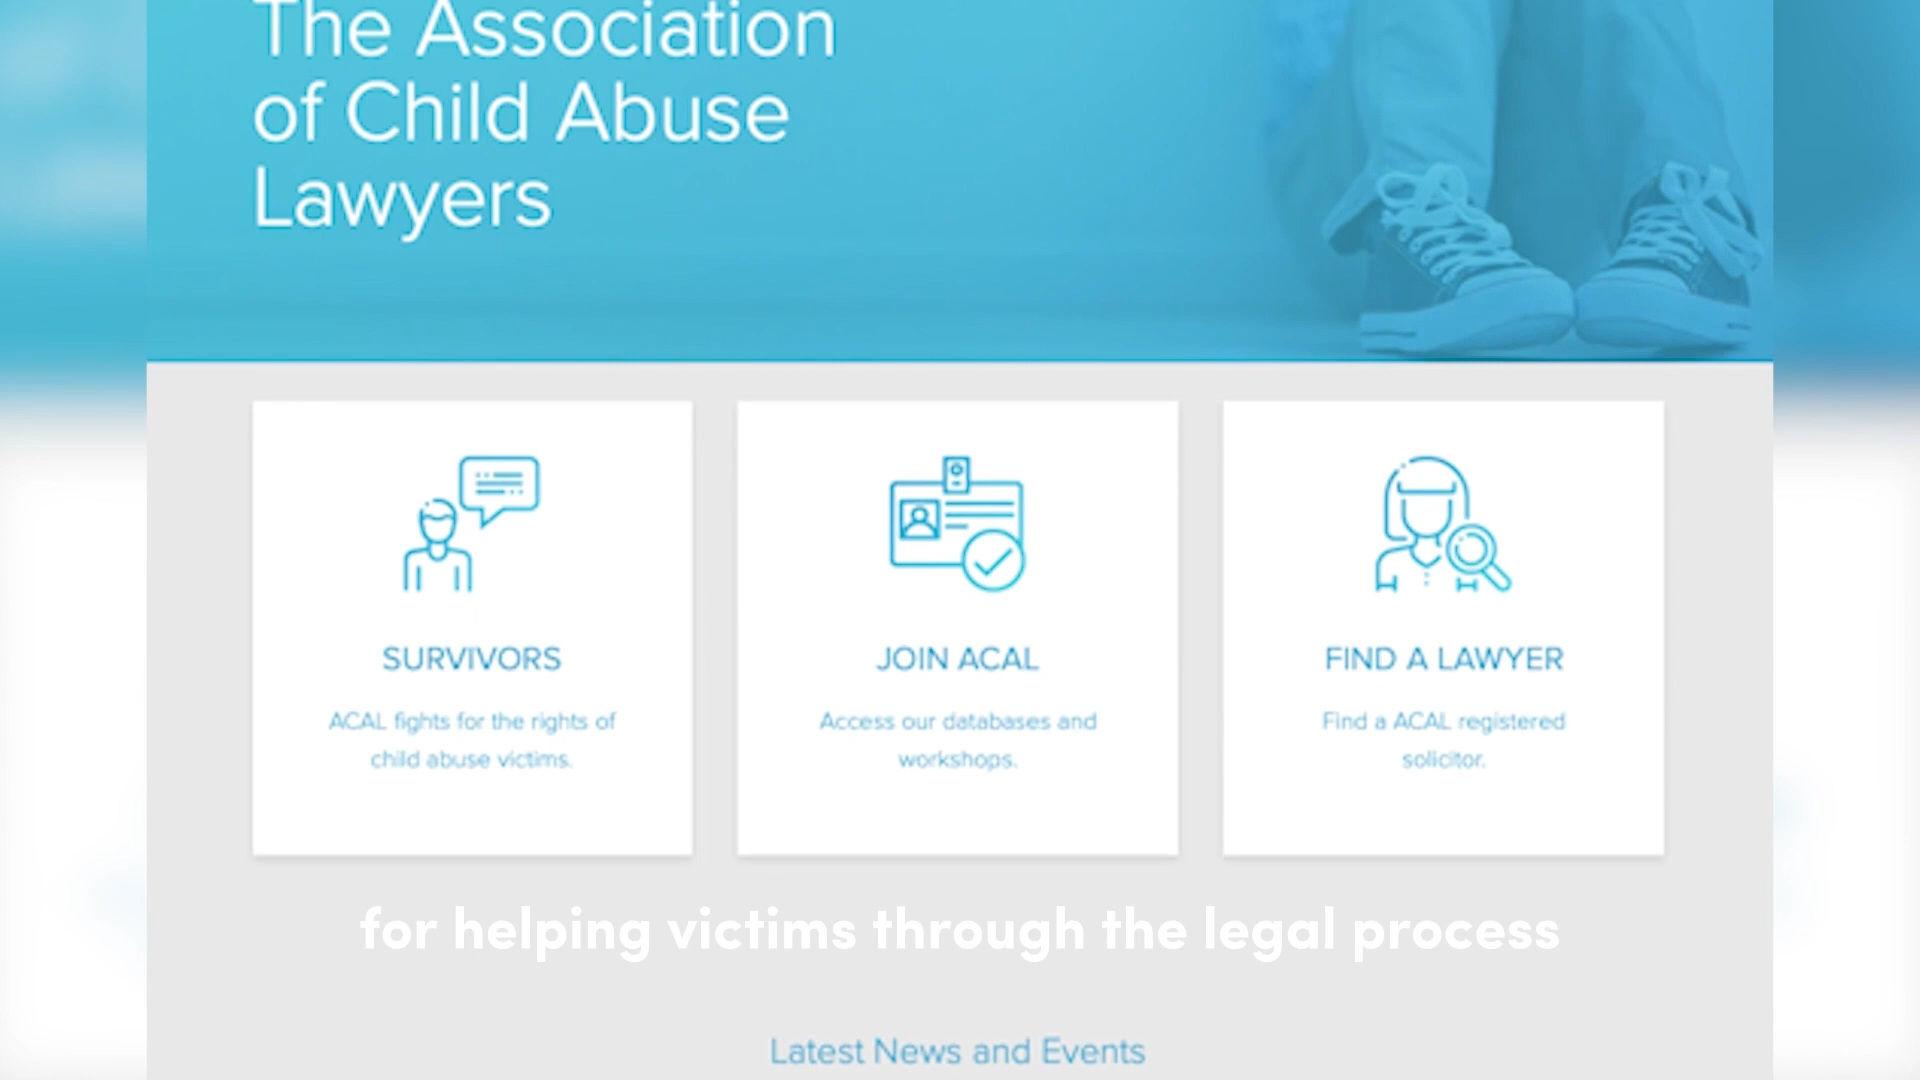 The Association
of Child Abuse
Lawyers
SURVIVORS
ACAL fights for the rights of
child abuse victims.
JOIN ACAL
Access our databases and
workshops.
FIND A LAWYER
Find a ACAL registered
solicitor.
for helping victims through the legal process
Latest News and Events